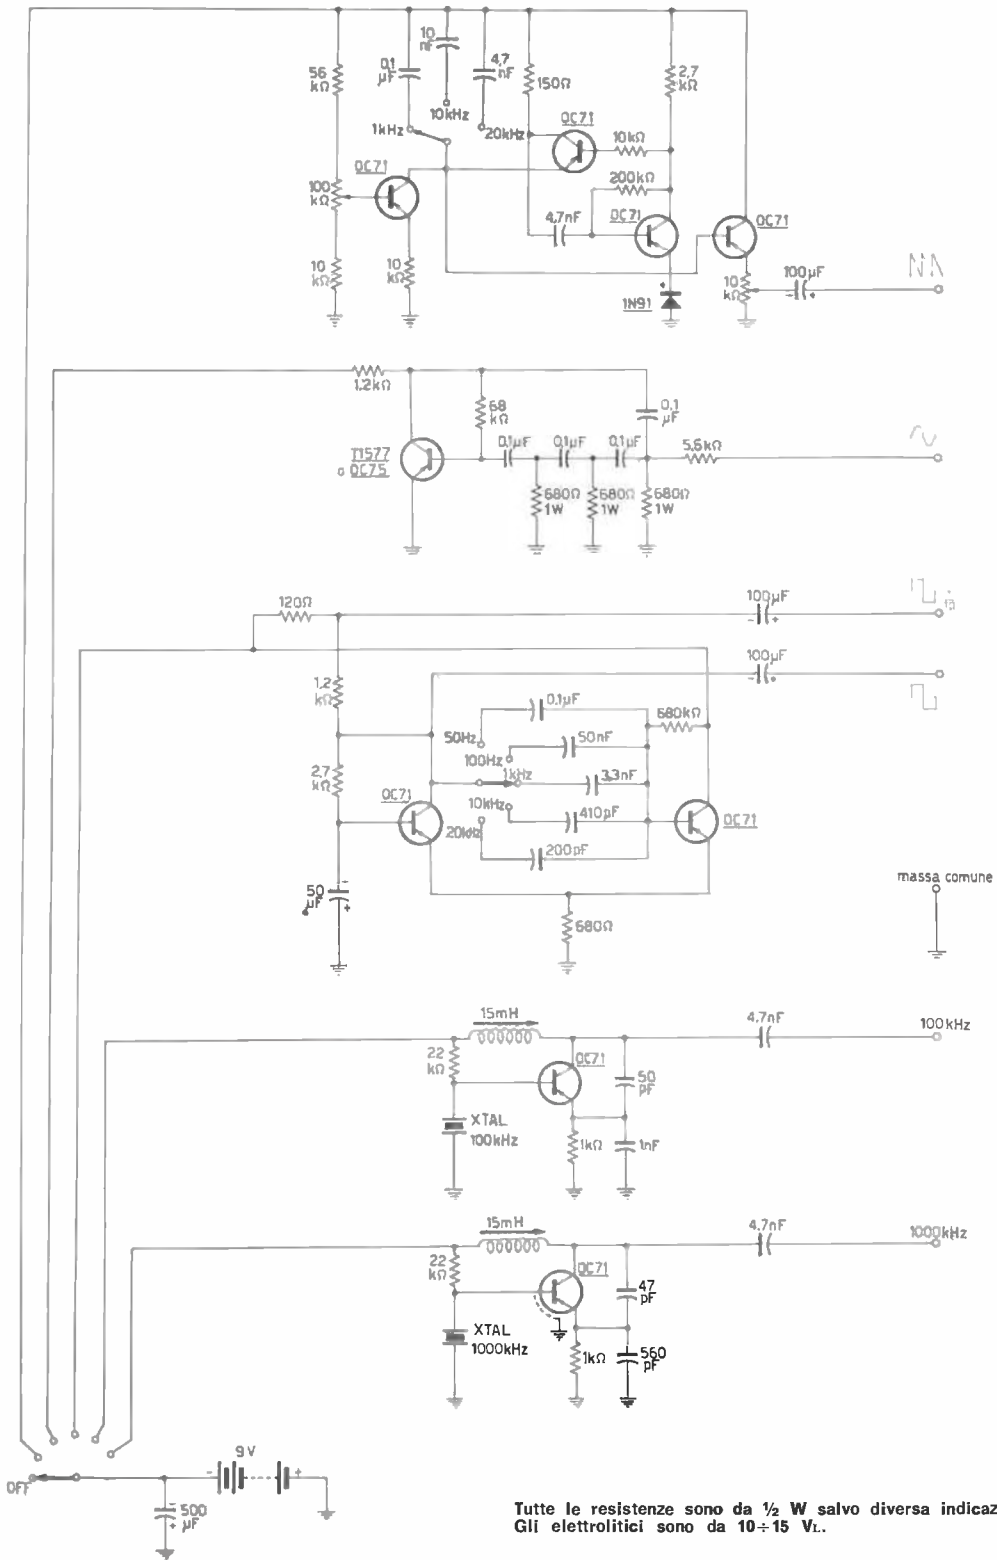 56 kΩ
0,1 µF
10 nF
4,7 nF
150Ω
2,7 kΩ
10kHz
1kHz
20kHz
OC71
10kΩ
OC71
200kΩ
100 kΩ
4,7nF
OC71
OC71
10 kΩ
10 kΩ
10 kΩ
100µF
- +
+
1N91
1,2kΩ
68 kΩ
0,1 µF
T1577
o OC75
0,1µF
0,1µF
0,1µF
5,6kΩ
680Ω 1W
680Ω 1W
680Ω 1W
120Ω
100µF
- +
100µF
- +
1,2 kΩ
0,1µF
680kΩ
50Hz
50nF
100Hz
2,7 kΩ
1kHz
3,3nF
OC71
10kHz
410pF
OC71
20kHz
200pF
50 µF
-
+
680Ω
massa comune
15mH
4,7nF
100kHz
22 kΩ
OC71
50 pF
XTAL
100kHz
1kΩ
1nF
15mH
4,7nF
1000kHz
22 kΩ
OC71
47 pF
XTAL
1000kHz
1kΩ
560 pF
9V
- +
OFF
-
500 µF
+
Tutte le resistenze sono da ½ W salvo diversa indicaz
Gli elettrolitici sono da 10÷15 VL.